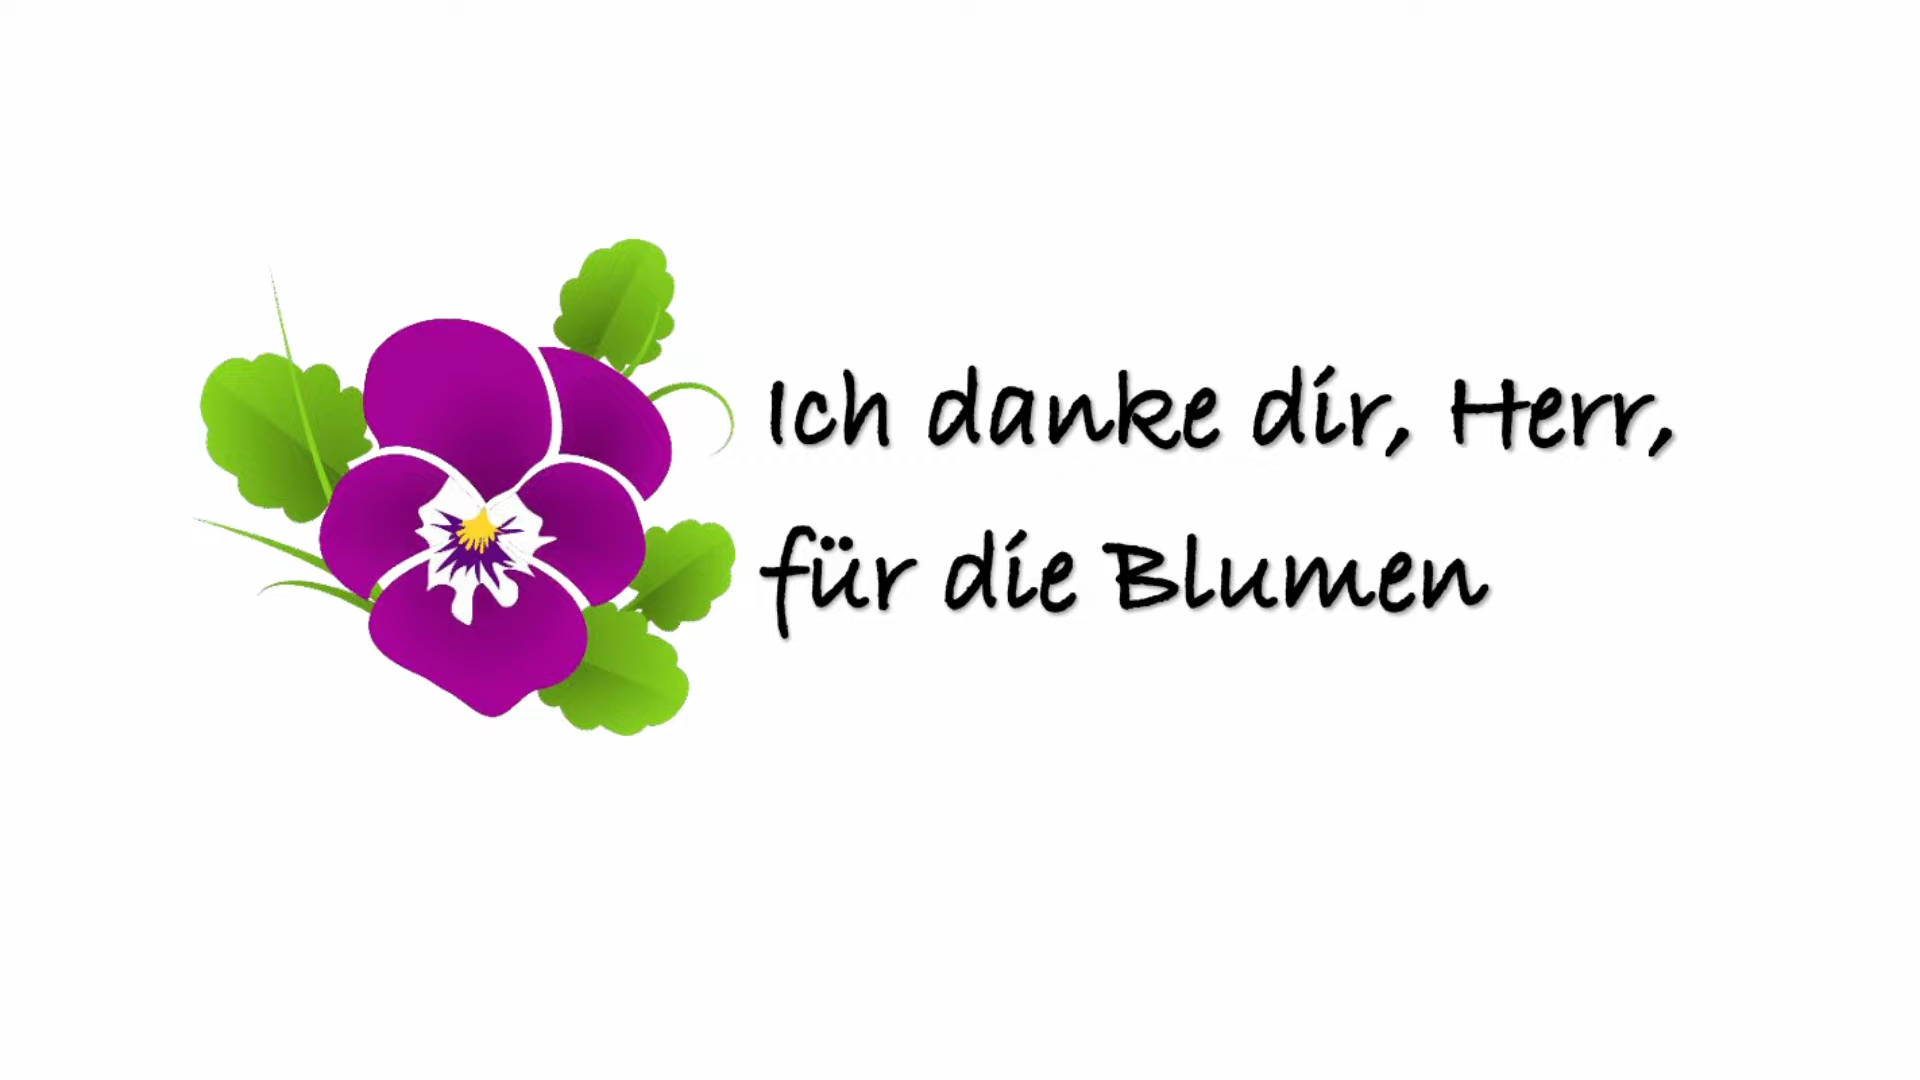 Ich danke dir, Herr,
für die Blumen